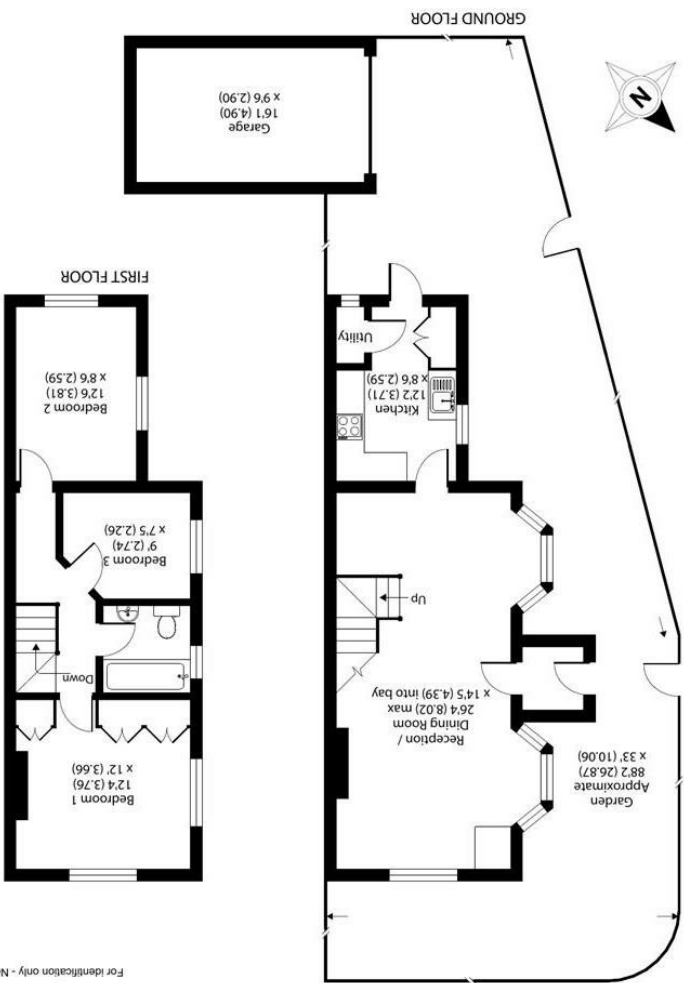 For identification only - No
Garden
Approximate
88'2 (26.87)
x 33' (10.06)
Reception /
Dining Room
26'4 (8.02) max
x 14'5 (4.39) into bay
Up
Kitchen
12'2 (3.71)
x 8'6 (2.59)
Utility
Bedroom 1
12'4 (3.76)
x 12' (3.66)
Down
Bedroom 3
9' (2.74)
x 7'5 (2.26)
Bedroom 2
12'6 (3.81)
x 8'6 (2.59)
FIRST FLOOR
N
Garage
16'1 (4.90)
x 9'6 (2.90)
GROUND FLOOR